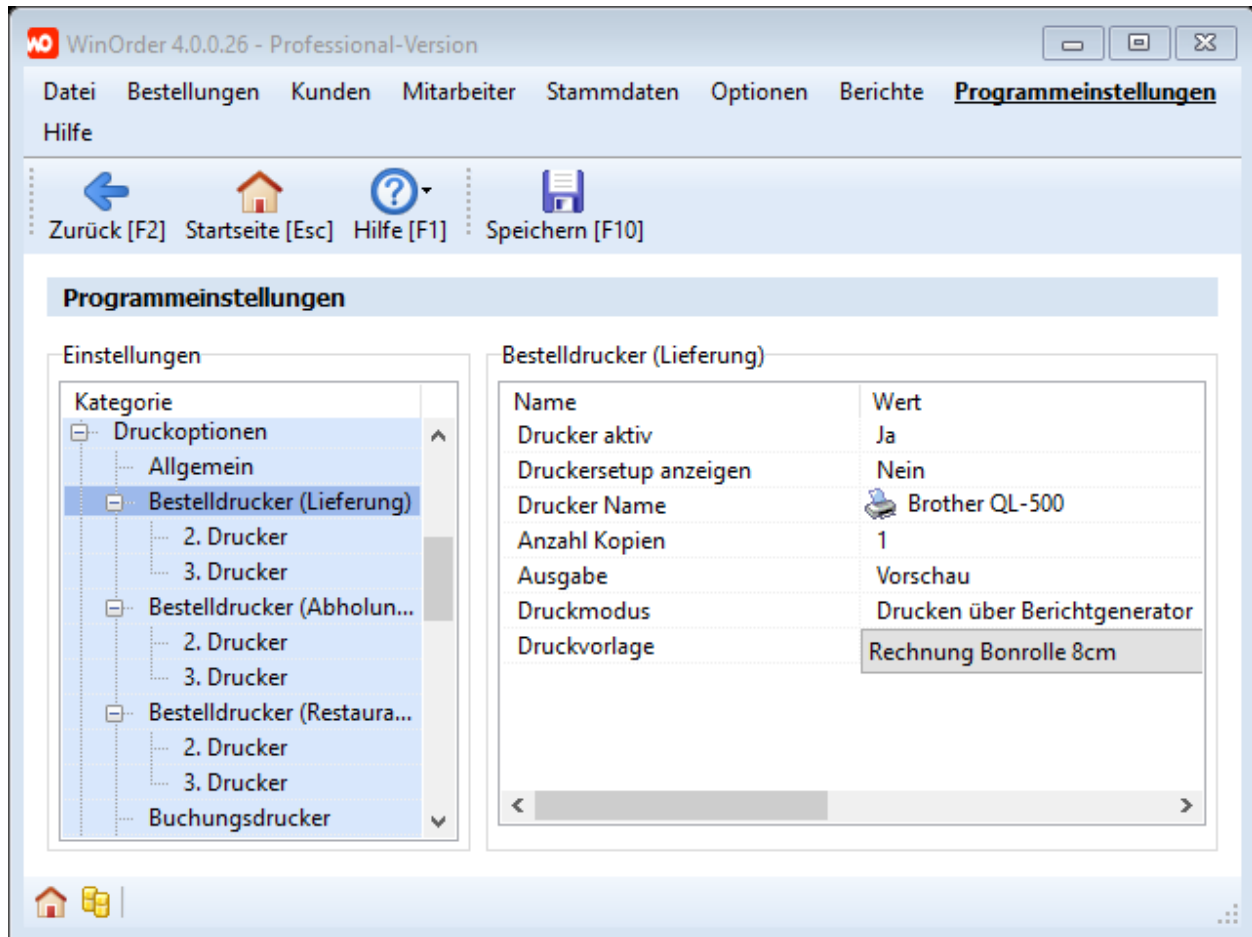 WinOrder 4.0.0.26 - Professional-Version
Datei Bestellungen Kunden Mitarbeiter Stammdaten Optionen Berichte Programmeinstellungen
Hilfe
Zurück [F2] Startseite [Esc] Hilfe [F1] Speichern [F10]
Programmeinstellungen
Einstellungen
Kategorie
Druckoptionen
Allgemein
Bestelldrucker (Lieferung)
2. Drucker
3. Drucker
Bestelldrucker (Abholun...
2. Drucker
3. Drucker
Bestelldrucker (Restaura...
2. Drucker
3. Drucker
Buchungsdrucker
Bestelldrucker (Lieferung)
Name Wert
Drucker aktiv Ja
Druckersetup anzeigen Nein
Drucker Name Brother QL-500
Anzahl Kopien 1
Ausgabe Vorschau
Druckmodus Drucken über Berichtgenerator
Druckvorlage Rechnung Bonrolle 8cm